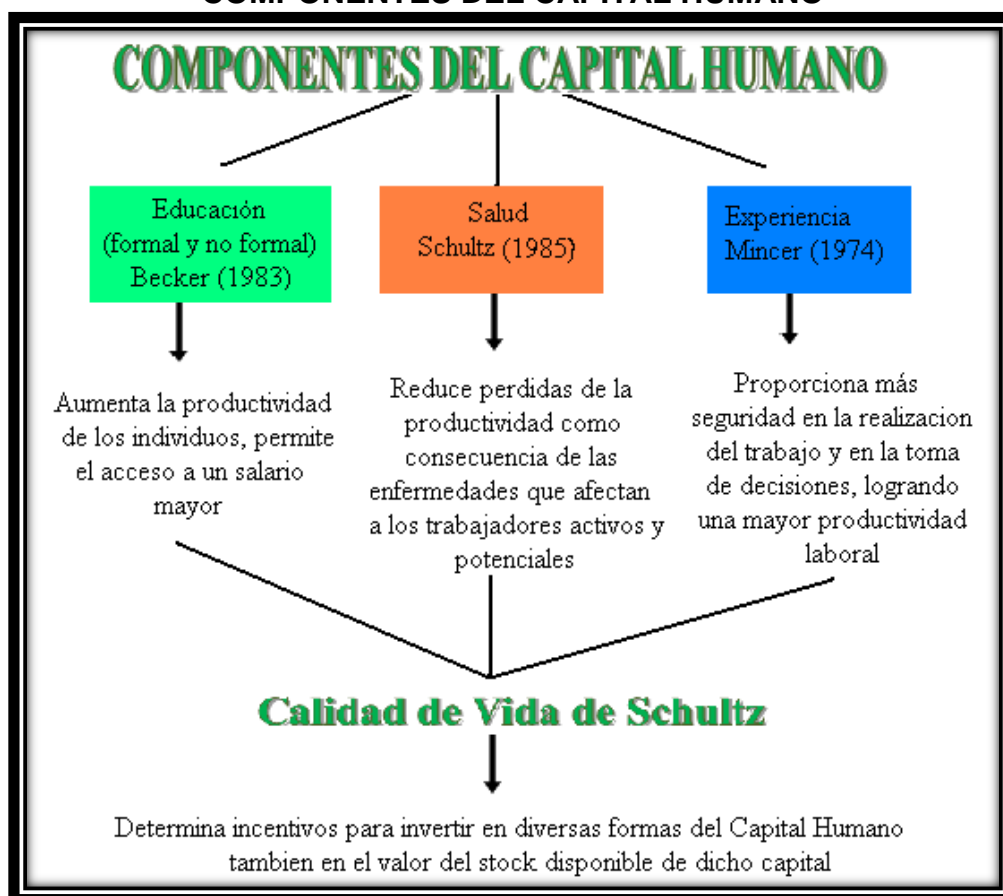 COMPONENTES DEL CAPITAL HUMANO
COMPONENTES DEL CAPITAL HUMANO
Educación
(formal y no formal)
Becker (1983)
Salud
Schultz (1985)
Experiencia
Mincer (1974)
Aumenta la productividad
de los individuos, permite
el acceso a un salario
mayor
Reduce perdidas de la
productividad como
consecuencia de las
enfermedades que afectan
a los trabajadores activos y
potenciales
Proporciona más
seguridad en la realizacion
del trabajo y en la toma
de decisiones, logrando
una mayor productividad
laboral
Calidad de Vida de Schultz
Determina incentivos para invertir en diversas formas del Capital Humano
tambien en el valor del stock disponible de dicho capital